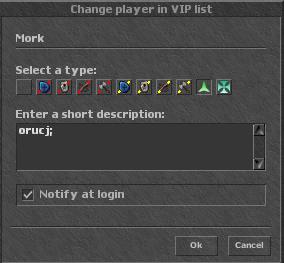 Change player in VIP list
Mork
Select a type:
Enter a short description:
orucj;
Notify at login
Ok
Cancel